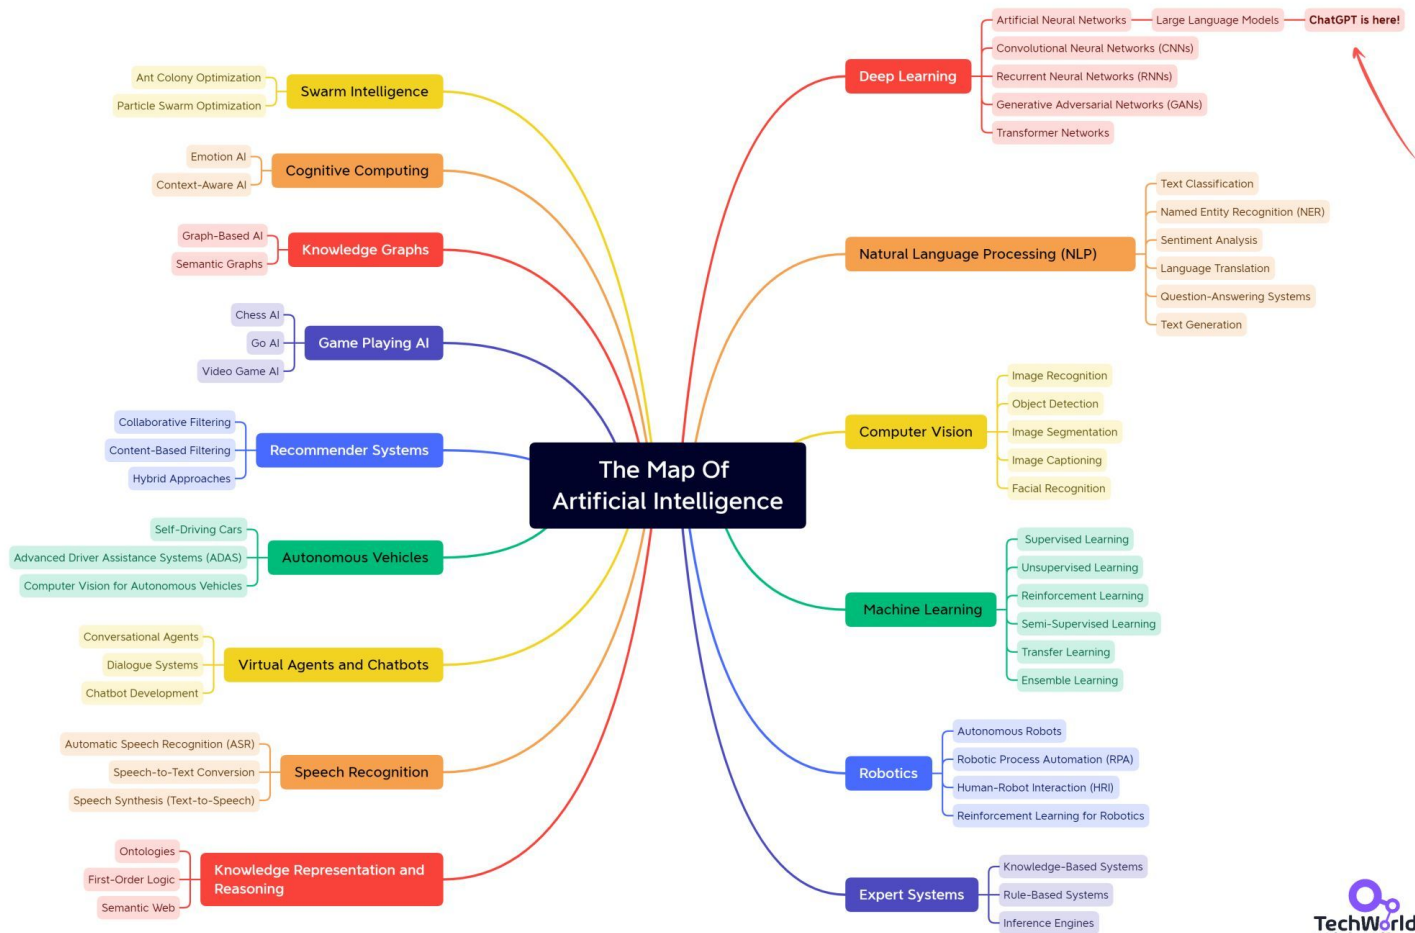 The Map Of
Artificial Intelligence
Deep Learning
Artificial Neural Networks
Large Language Models
ChatGPT is here!
Convolutional Neural Networks (CNNs)
Recurrent Neural Networks (RNNs)
Generative Adversarial Networks (GANs)
Transformer Networks
Natural Language Processing (NLP)
Text Classification
Named Entity Recognition (NER)
Sentiment Analysis
Language Translation
Question-Answering Systems
Text Generation
Computer Vision
Image Recognition
Object Detection
Image Segmentation
Image Captioning
Facial Recognition
Machine Learning
Supervised Learning
Unsupervised Learning
Reinforcement Learning
Semi-Supervised Learning
Transfer Learning
Ensemble Learning
Robotics
Autonomous Robots
Robotic Process Automation (RPA)
Human-Robot Interaction (HRI)
Reinforcement Learning for Robotics
Expert Systems
Knowledge-Based Systems
Rule-Based Systems
Inference Engines
Swarm Intelligence
Ant Colony Optimization
Particle Swarm Optimization
Cognitive Computing
Emotion AI
Context-Aware AI
Knowledge Graphs
Graph-Based AI
Semantic Graphs
Game Playing AI
Chess AI
Go AI
Video Game AI
Recommender Systems
Collaborative Filtering
Content-Based Filtering
Hybrid Approaches
Autonomous Vehicles
Self-Driving Cars
Advanced Driver Assistance Systems (ADAS)
Computer Vision for Autonomous Vehicles
Virtual Agents and Chatbots
Conversational Agents
Dialogue Systems
Chatbot Development
Speech Recognition
Automatic Speech Recognition (ASR)
Speech-to-Text Conversion
Speech Synthesis (Text-to-Speech)
Knowledge Representation and
Reasoning
Ontologies
First-Order Logic
Semantic Web
TechWorld